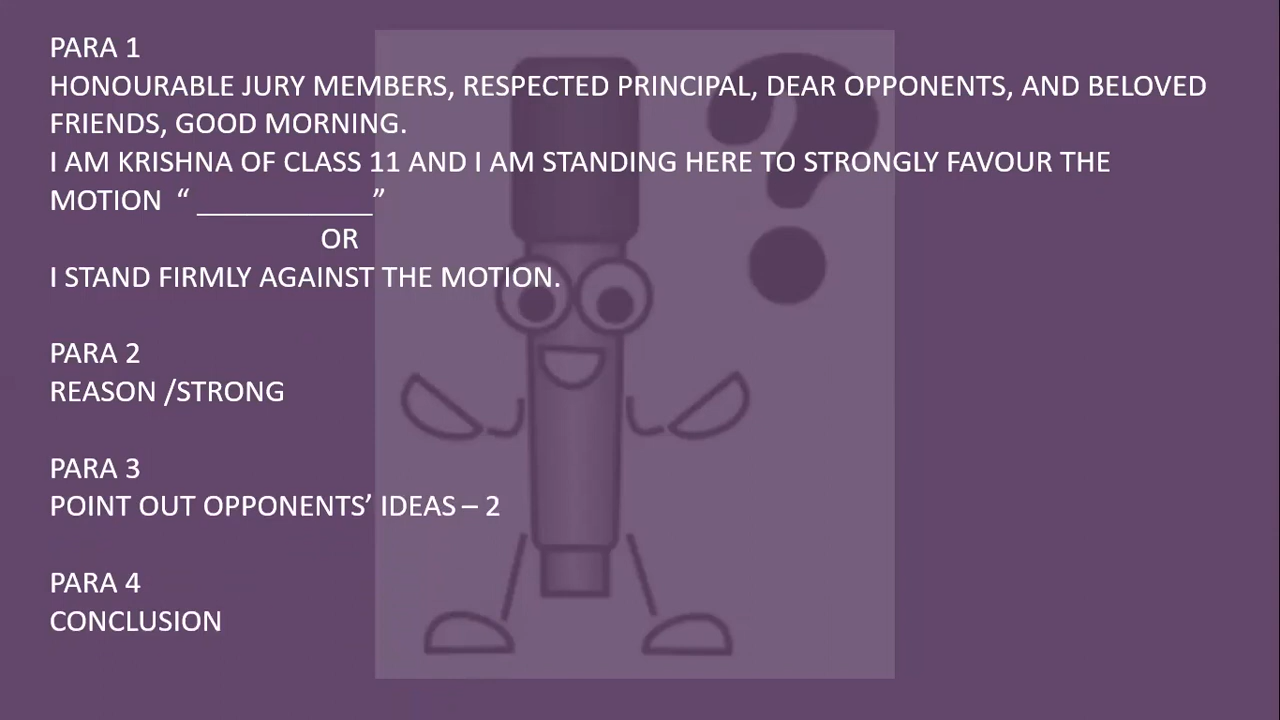 PARA 1
HONOURABLE JURY MEMBERS, RESPECTED PRINCIPAL, DEAR OPPONENTS, AND BELOVED
FRIENDS, GOOD MORNING.
I AM KRISHNA OF CLASS 11 AND I AM STANDING HERE TO STRONGLY FAVOUR THE
MOTION “ ____________”
OR
I STAND FIRMLY AGAINST THE MOTION.
PARA 2
REASON /STRONG
PARA 3
POINT OUT OPPONENTS’ IDEAS – 2
PARA 4
CONCLUSION